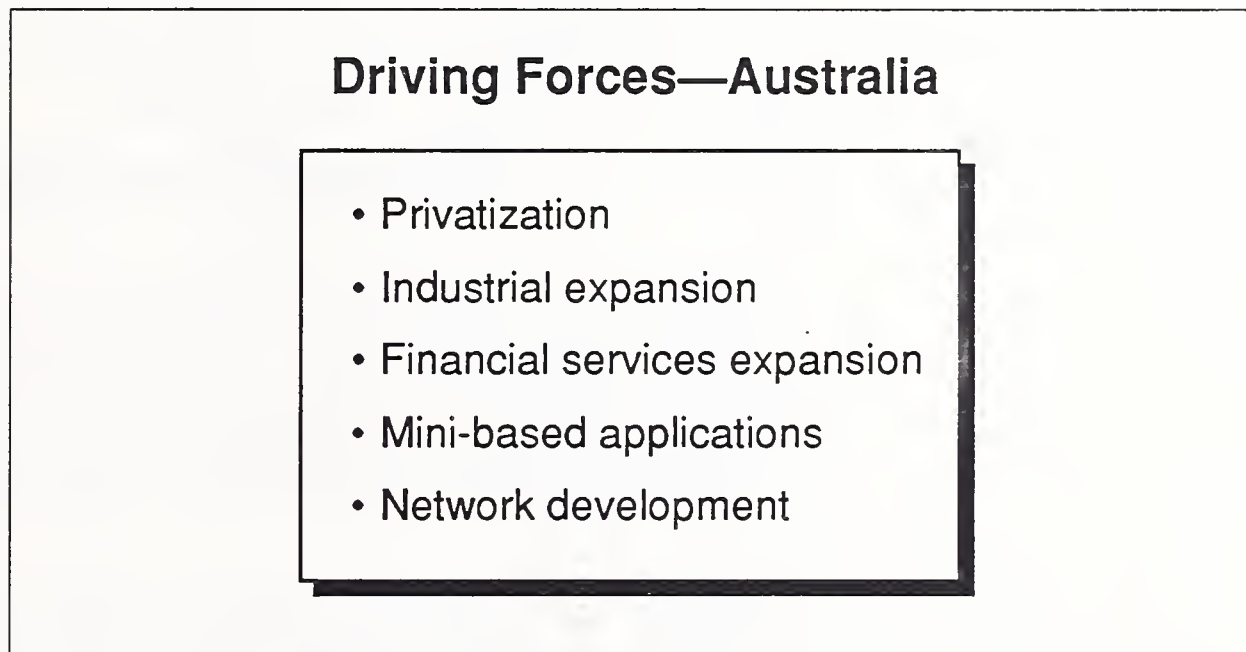 Driving Forces—Australia
• Privatization
• Industrial expansion
• Financial services expansion
• Mini-based applications
• Network development